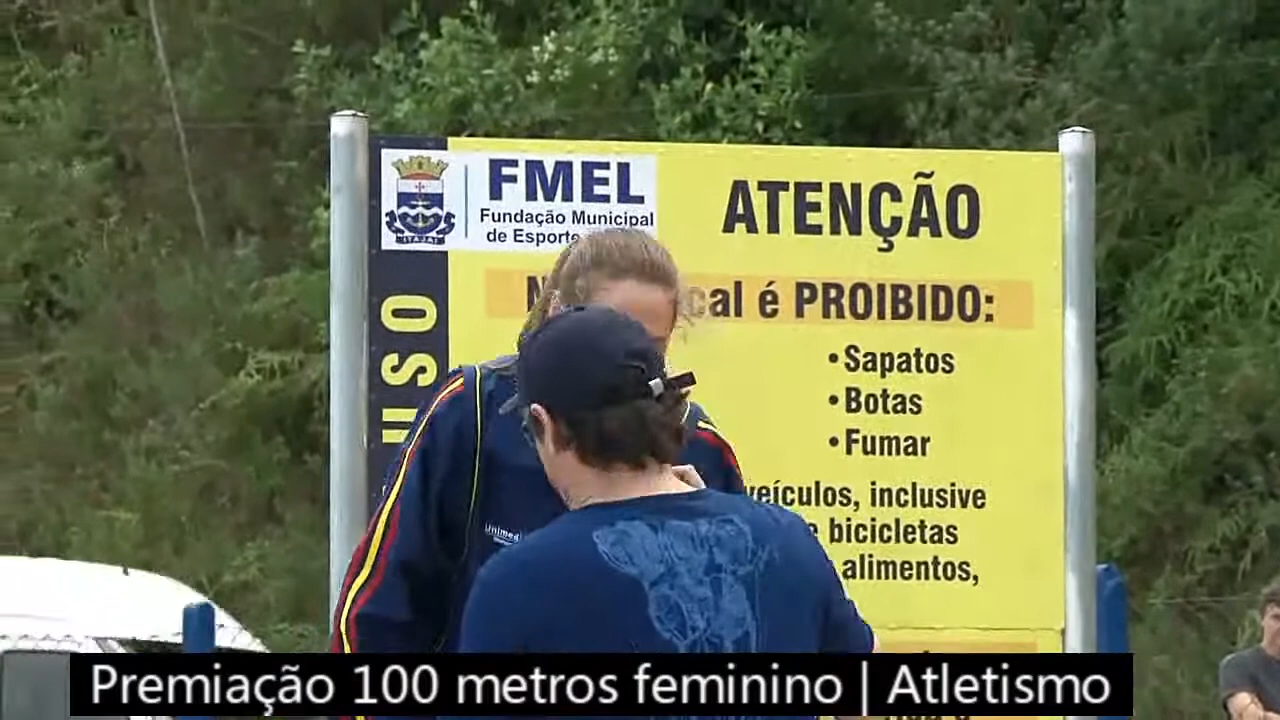 FMEL
Fundação Municipal
de Esporte
ITAJAÍ
ATENÇÃO
cal é PROIBIDO:
USO
• Sapatos
• Botas
• Fumar
veículos, inclusive
e bicicletas
alimentos,
Unimed
Premiação 100 metros feminino | Atletismo